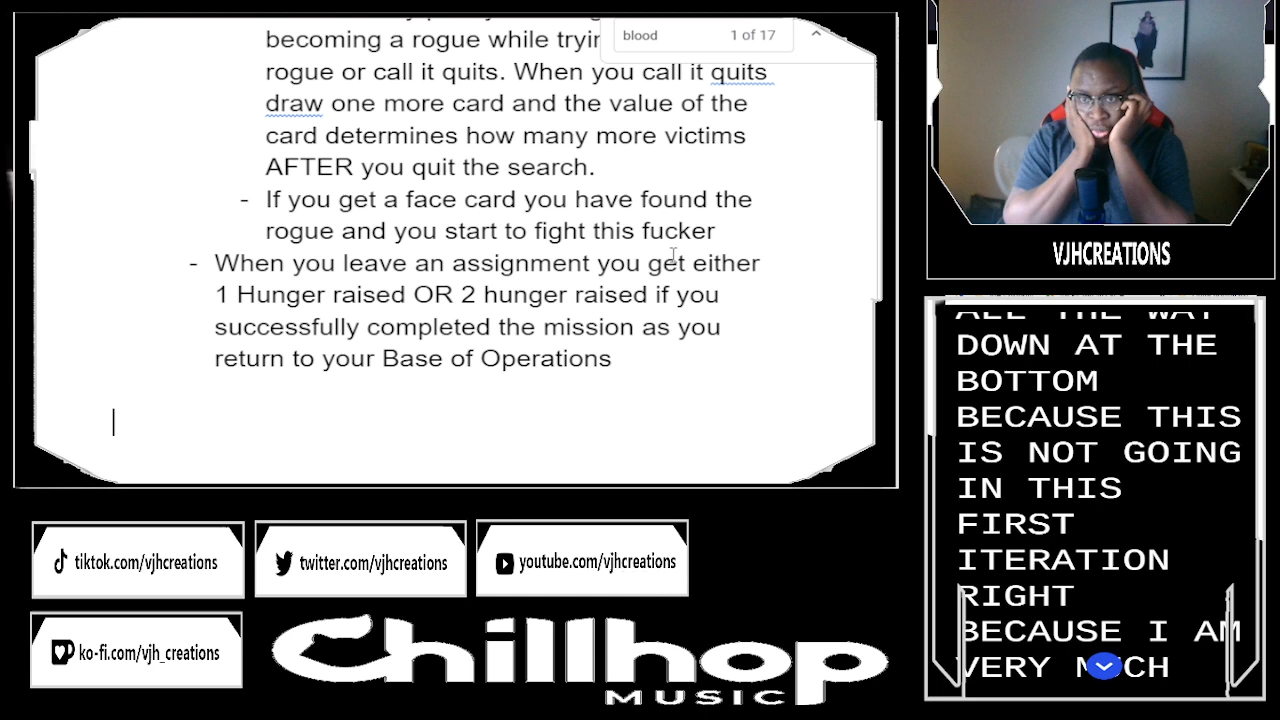 becoming a rogue while tryin
blood 1 of 17
rogue or call it quits. When you call it quits
draw one more card and the value of the
card determines how many more victims
AFTER you quit the search.
- If you get a face card you have found the
rogue and you start to fight this fucker
- When you leave an assignment you get either
1 Hunger raised OR 2 hunger raised if you
successfully completed the mission as you
return to your Base of Operations
VJHCREATIONS
ALL THE WAY
DOWN AT THE
BOTTOM
BECAUSE THIS
IS NOT GOING
IN THIS
FIRST
ITERATION
RIGHT
BECAUSE I AM
VERY MUCH
tiktok.com/vjhcreations
twitter.com/vjhcreations
youtube.com/vjhcreations
ko-fi.com/vjh_creations
Chillhop
MUSIC